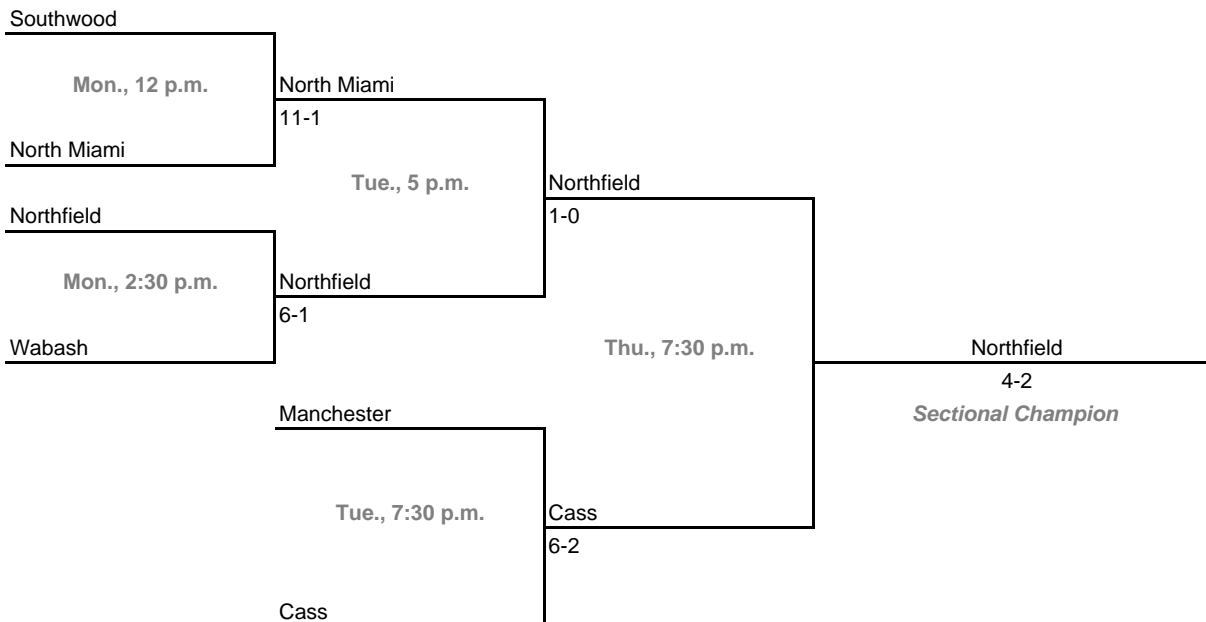 Southwood
Mon., 12 p.m.
North Miami
11-1
North Miami
Tue., 5 p.m.
Northfield
1-0
Northfield
Mon., 2:30 p.m.
Northfield
6-1
Wabash
Thu., 7:30 p.m.
Northfield
4-2
Sectional Champion
Manchester
Tue., 7:30 p.m.
Cass
6-2
Cass